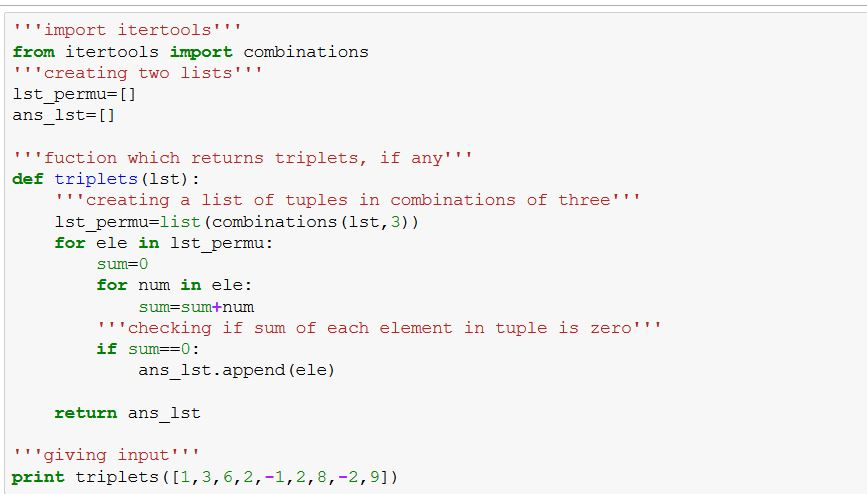 '''import itertools'''
from itertools import combinations
'''creating two lists'''
lst_permu=[]
ans_lst=[]
'''fuction which returns triplets, if any'''
def triplets(lst):
    '''creating a list of tuples in combinations of three'''
    lst_permu=list(combinations(lst,3))
    for ele in lst_permu:
        sum=0
        for num in ele:
            sum=sum+num
        '''checking if sum of each element in tuple is zero'''
        if sum==0:
            ans_lst.append(ele)
    return ans_lst
'''giving input'''
print triplets([1,3,6,2,-1,2,8,-2,9])